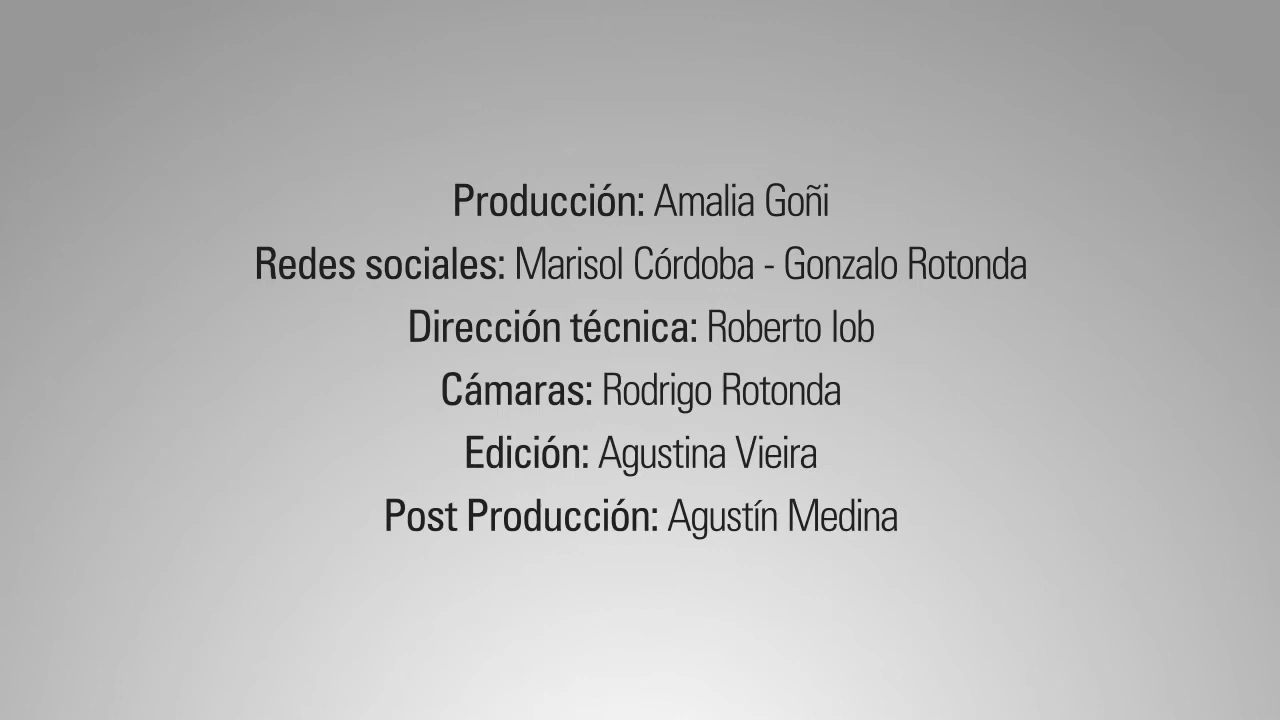 Producción: Amalia Goñi
Redes sociales: Marisol Córdoba - Gonzalo Rotonda
Dirección técnica: Roberto Iob
Cámaras: Rodrigo Rotonda
Edición: Agustina Vieira
Post Producción: Agustín Medina